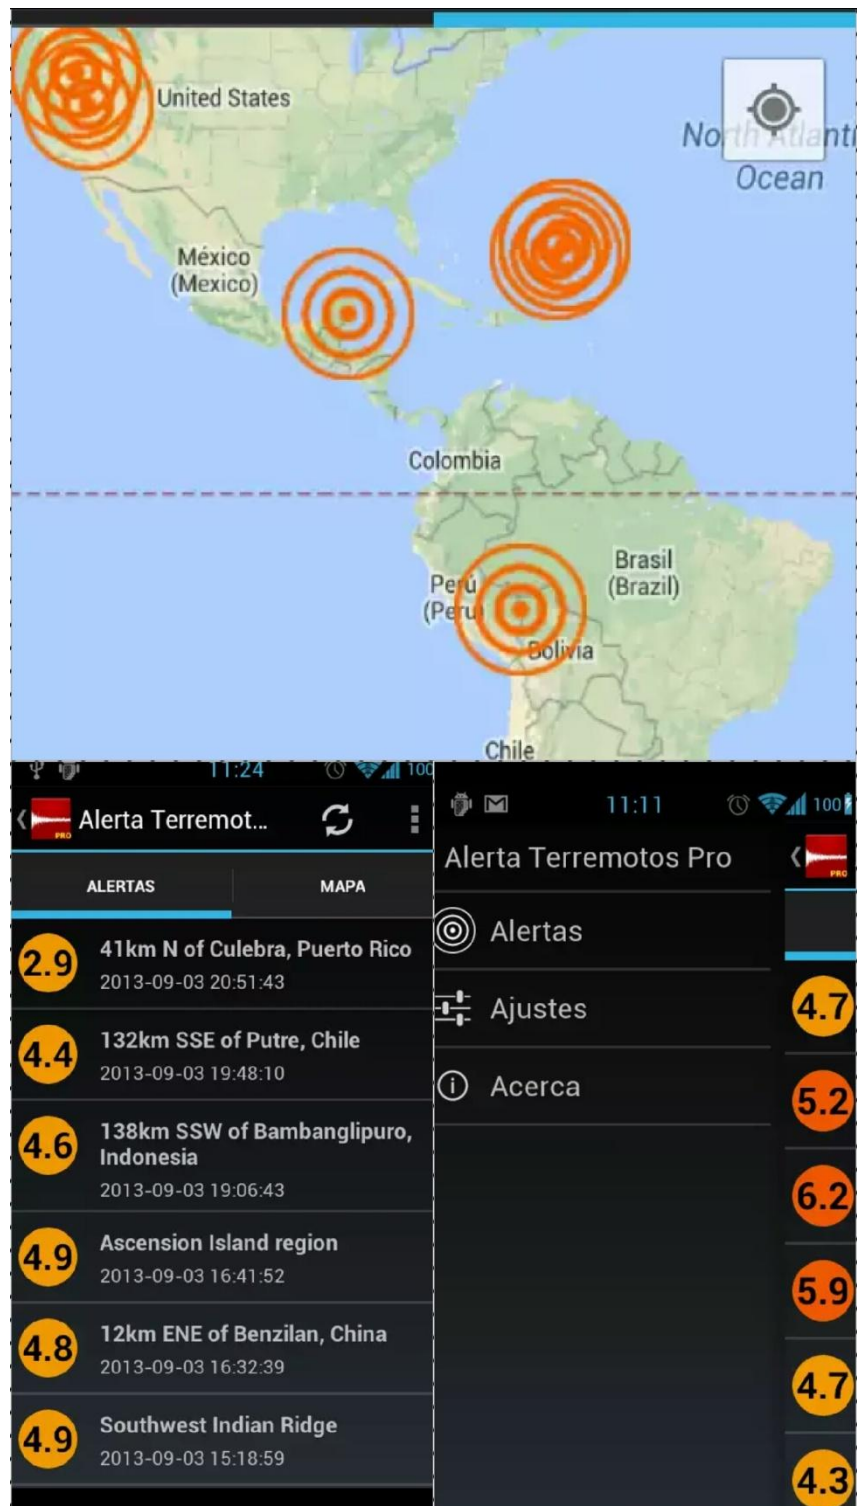 United States
North Atlanti
Ocean
México
(Mexico)
Colombia
Brasil
(Brazil)
Perú
(Peru)
Bolivia
Chile
11:24
100
Alerta Terremot...
PRO
ALERTAS
MAPA
2.9
41km N of Culebra, Puerto Rico
2013-09-03 20:51:43
4.4
132km SSE of Putre, Chile
2013-09-03 19:48:10
4.6
138km SSW of Bambanglipuro,
Indonesia
2013-09-03 19:06:43
4.9
Ascension Island region
2013-09-03 16:41:52
4.8
12km ENE of Benzilan, China
2013-09-03 16:32:39
4.9
Southwest Indian Ridge
2013-09-03 15:18:59
11:11
100
Alerta Terremotos Pro
PRO
Alertas
Ajustes
Acerca
4.7
5.2
6.2
5.9
4.7
4.3